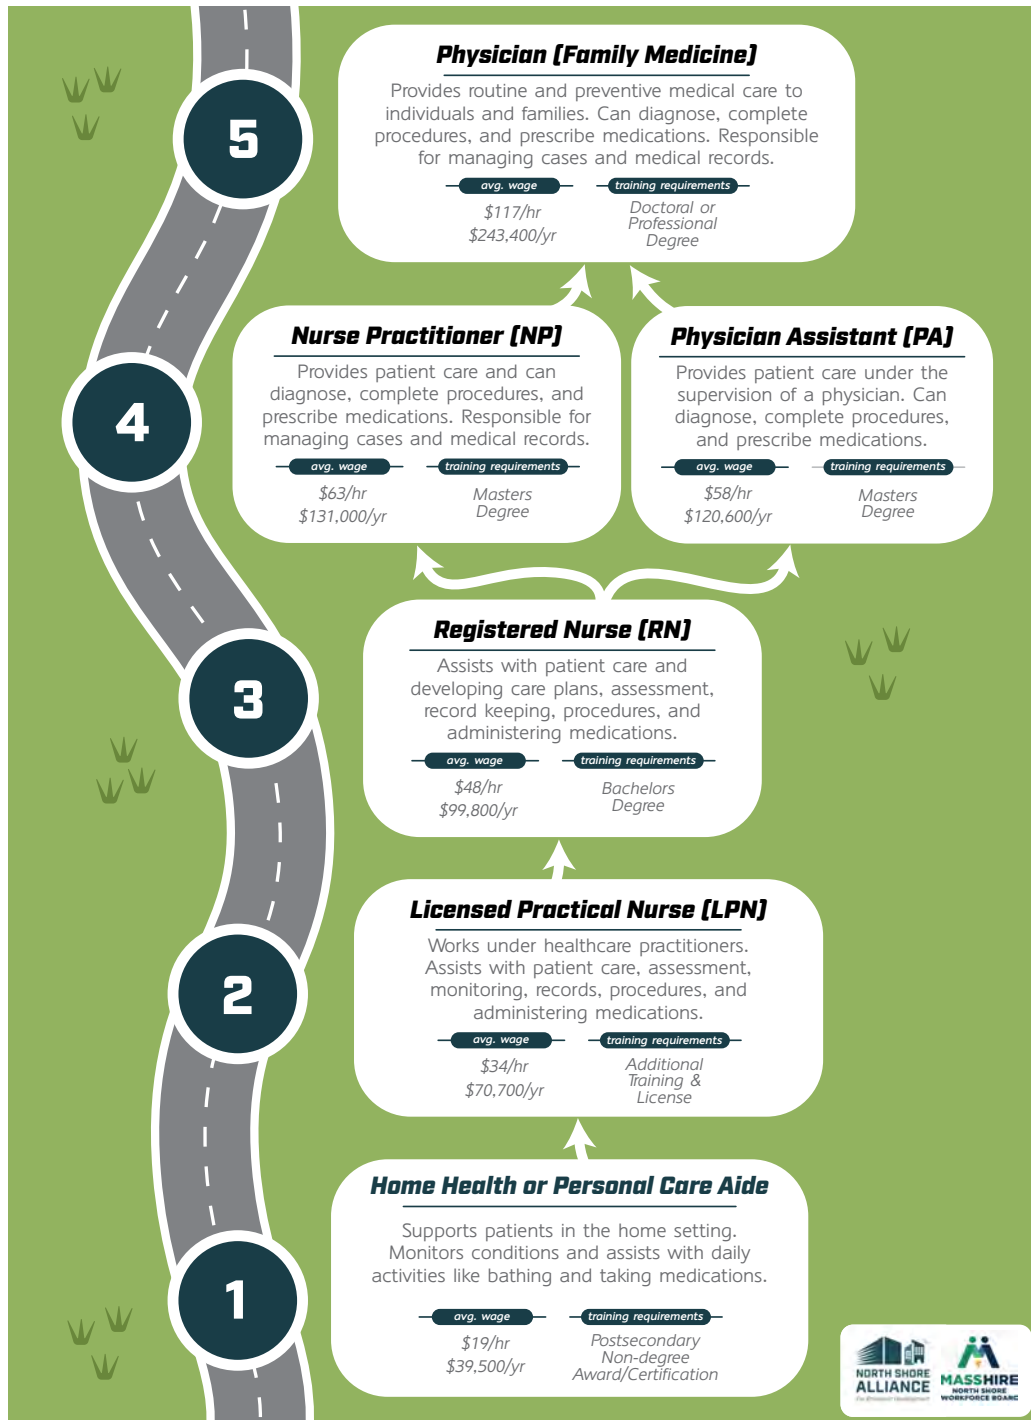 5
Physician (Family Medicine)
Provides routine and preventive medical care to
individuals and families. Can diagnose, complete
procedures, and prescribe medications. Responsible
for managing cases and medical records.
avg. wage
training requirements
$117/hr
$243,400/yr
Doctoral or
Professional
Degree
4
Nurse Practitioner (NP)
Provides patient care and can
diagnose, complete procedures, and
prescribe medications. Responsible for
managing cases and medical records.
avg. wage
training requirements
$63/hr
$131,000/yr
Masters
Degree
Physician Assistant (PA)
Provides patient care under the
supervision of a physician. Can
diagnose, complete procedures,
and prescribe medications.
avg. wage
training requirements
$58/hr
$120,600/yr
Masters
Degree
3
Registered Nurse (RN)
Assists with patient care and
developing care plans, assessment,
record keeping, procedures, and
administering medications.
avg. wage
training requirements
$48/hr
$99,800/yr
Bachelors
Degree
2
Licensed Practical Nurse (LPN)
Works under healthcare practitioners.
Assists with patient care, assessment,
monitoring, records, procedures, and
administering medications.
avg. wage
training requirements
$34/hr
$70,700/yr
Additional
Training &
License
1
Home Health or Personal Care Aide
Supports patients in the home setting.
Monitors conditions and assists with daily
activities like bathing and taking medications.
avg. wage
training requirements
$19/hr
$39,500/yr
Postsecondary
Non-degree
Award/Certification
NORTH SHORE
ALLIANCE
MASSHIRE
NORTH SHORE
WORKFORCE BOARD